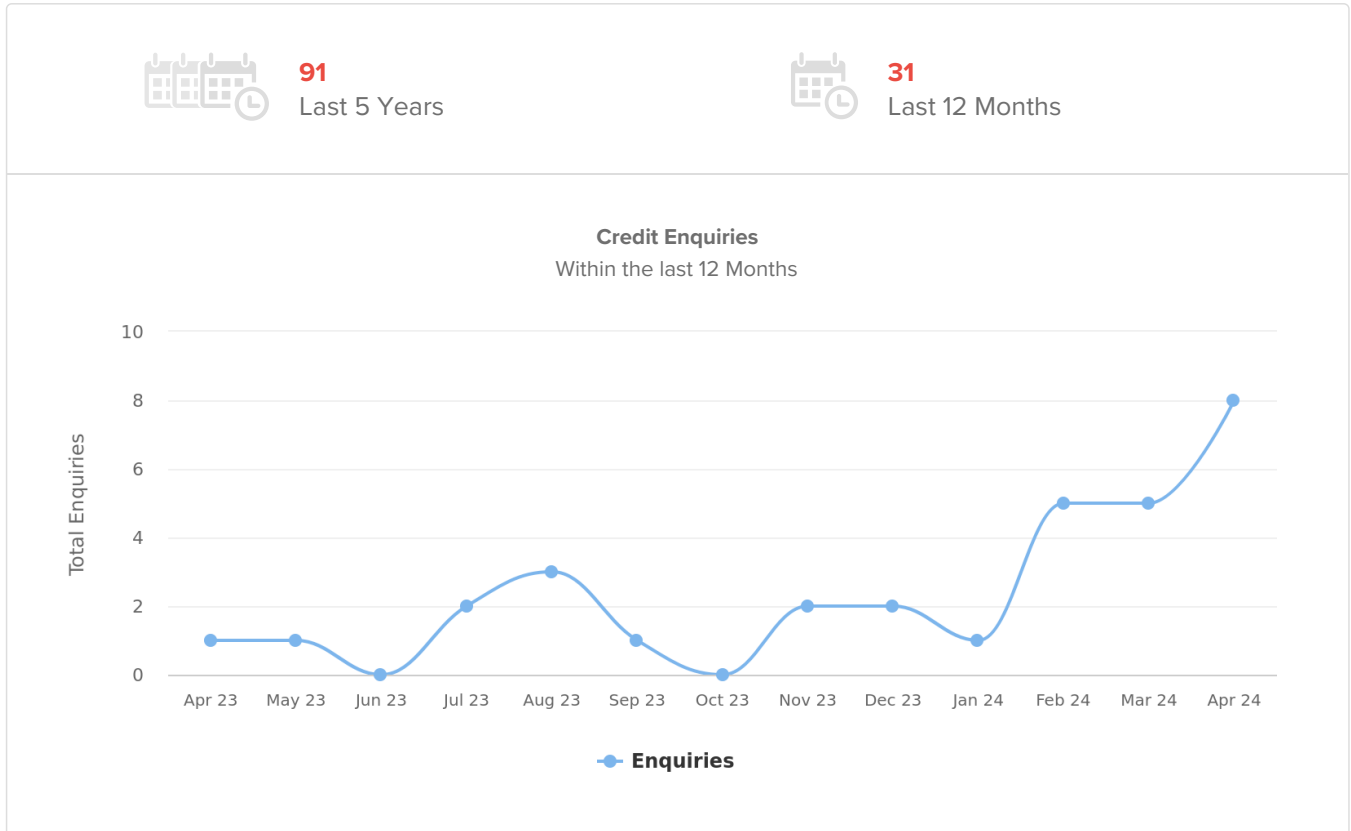 91
Last 5 Years
31
Last 12 Months
Credit Enquiries
Within the last 12 Months
10
8
6
4
2
0
Total Enquiries
Apr 23 May 23 Jun 23 Jul 23 Aug 23 Sep 23 Oct 23 Nov 23 Dec 23 Jan 24 Feb 24 Mar 24 Apr 24
Enquiries